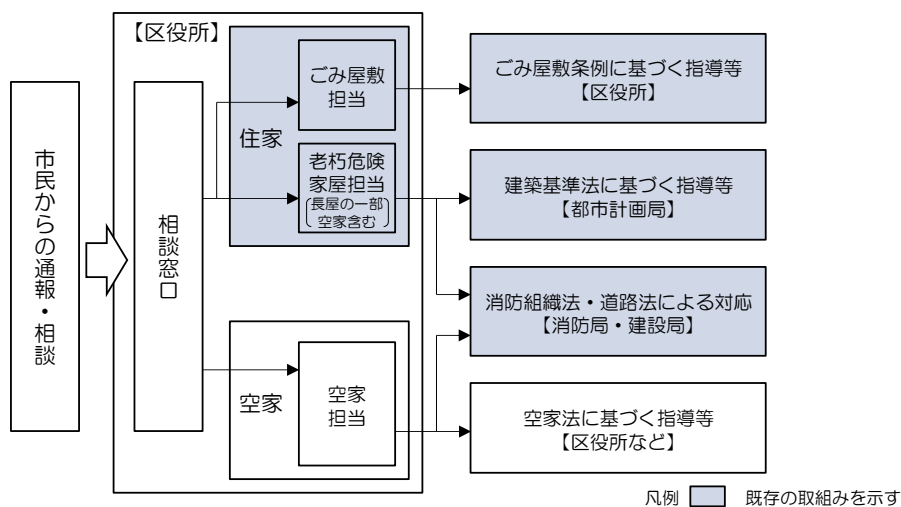 市民からの通報・相談
【区役所】
相談窓口
住家
ごみ屋敷
担当
老朽危険
家屋担当
（長屋の一部
空家含む）
空家
空家
担当
ごみ屋敷条例に基づく指導等
【区役所】
建築基準法に基づく指導等
【都市計画局】
消防組織法・道路法による対応
【消防局・建設局】
空家法に基づく指導等
【区役所など】
凡例 既存の取組みを示す